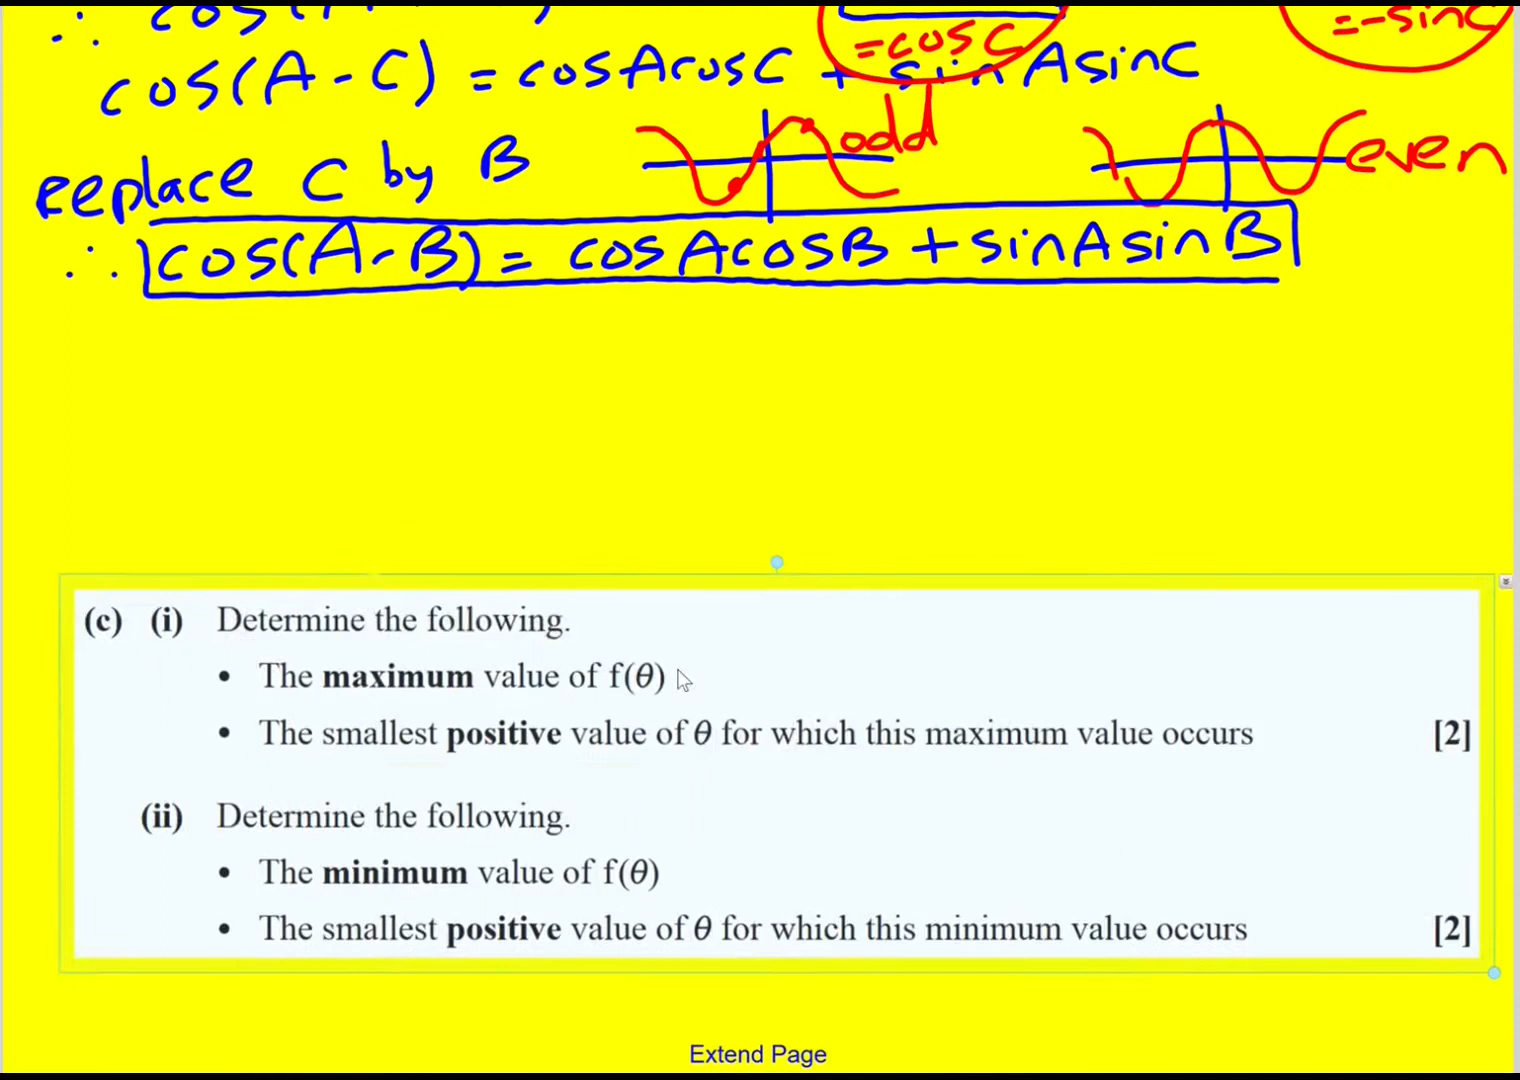 =cosC =-sinC
cos(A-C) = cosAcosC + sinAsinC
replace C by B odd even
∴ cos(A-B) = cosAcosB + sinAsinB
(c) (i) Determine the following.
• The maximum value of f(θ)
• The smallest positive value of θ for which this maximum value occurs [2]
(ii) Determine the following.
• The minimum value of f(θ)
• The smallest positive value of θ for which this minimum value occurs [2]
Extend Page